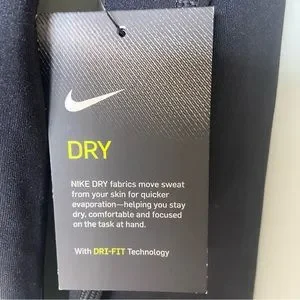 DRY
NIKE DRY fabrics move sweat
from your skin for quicker
evaporation—helping you stay
dry, comfortable and focused
on the task at hand.
With DRI-FIT Technology